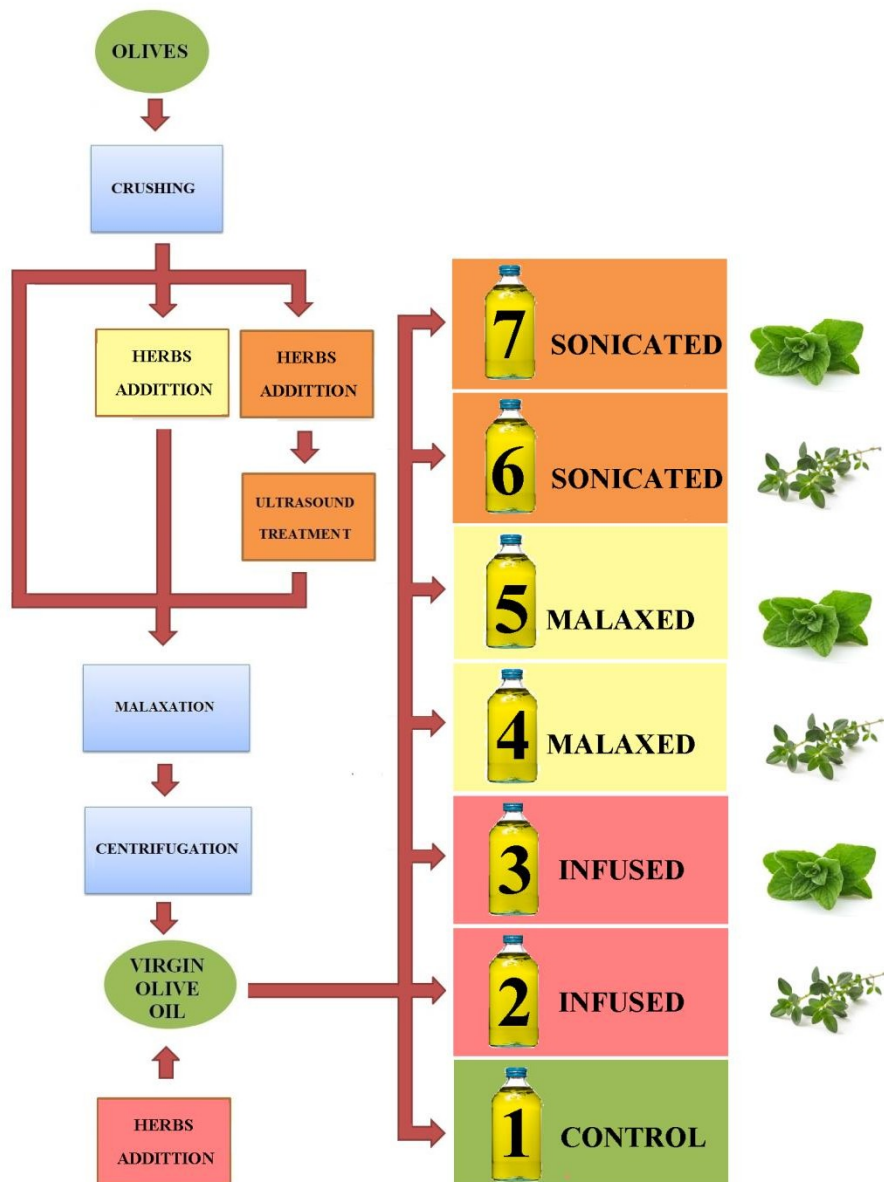 OLIVES
CRUSHING
HERBS
ADDITTION
HERBS
ADDITTION
ULTRASOUND
TREATMENT
MALAXATION
CENTRIFUGATION
VIRGIN
OLIVE
OIL
HERBS
ADDITTION
7 SONICATED
6 SONICATED
5 MALAXED
4 MALAXED
3 INFUSED
2 INFUSED
1 CONTROL